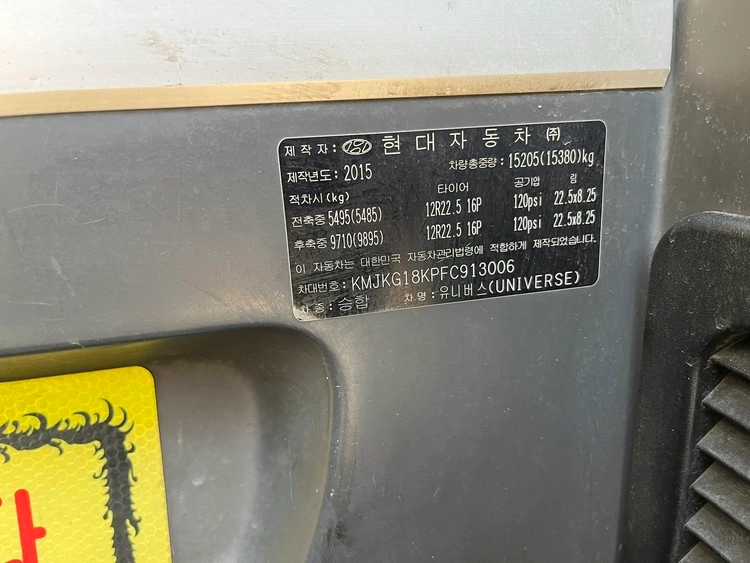 제작자: 현대자동차 ㈜
제작년도: 2015 차량총중량: 15205(15380)kg
적차시(kg) 타이어 공기압 림
전축중 5495(5485) 12R22.5 16P 120psi 22.5x8.25
후축중 9710(9895) 12R22.5 16P 120psi 22.5x8.25
이 자동차는 대한민국 자동차관리법령에 적합하게 제작되었습니다.
차대번호: KMJKG18KPFC913006
차종: 승합 차명: 유니버스(UNIVERSE)